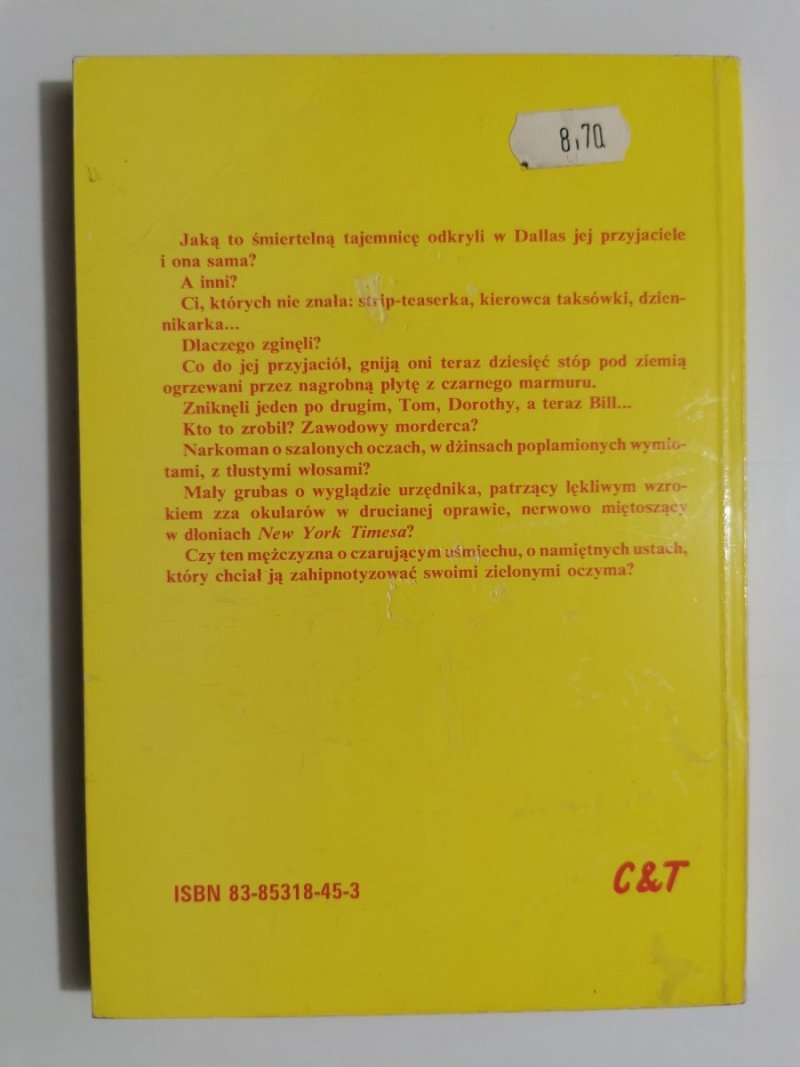 8,70
Jaką to śmiertelną tajemnicę odkryli w Dallas jej przyjaciele
i ona sama?
A inni?
Ci, których nie znała: strip-teaserka, kierowca taksówki, dzien-
nikarka...
Dlaczego zginęli?
Co do jej przyjaciół, gniją oni teraz dziesięć stóp pod ziemią
ogrzewani przez nagrobną płytę z czarnego marmuru.
Zniknęli jeden po drugim, Tom, Dorothy, a teraz Bill...
Kto to zrobił? Zawodowy morderca?
Narkoman o szalonych oczach, w dżinsach poplamionych wymio-
tami, z tłustymi włosami?
Mały grubas o wyglądzie urzędnika, patrzący lękliwym wzro-
kiem zza okularów w drucianej oprawie, nerwowo miętoszący
w dłoniach New York Timesa?
Czy ten mężczyzna o czarującym uśmiechu, o namiętnych ustach,
który chciał ją zahipnotyzować swoimi zielonymi oczyma?
ISBN 83-85318-45-3
C&T